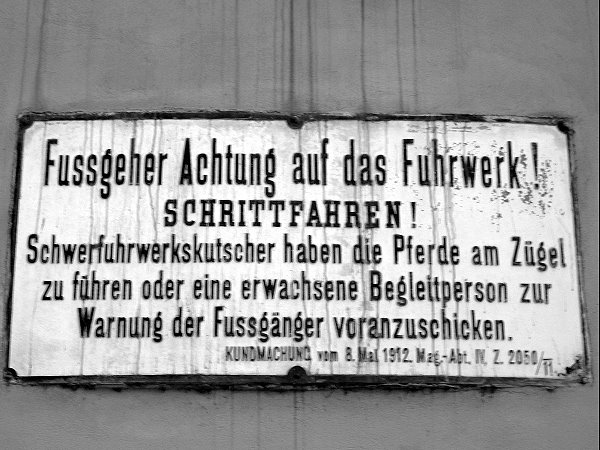 Fussgeher Achtung auf das Fuhrwerk!
SCHRITTFAHREN!
Schwerfuhrwerkskutscher haben die Pferde am Zügel
zu führen oder eine erwachsene Begleitperson zur
Warnung der Fussgänger voranzuschicken.
KUNDMACHUNG vom 8. Mai 1912. Mag.-Abt. IV, Z. 2050/II.